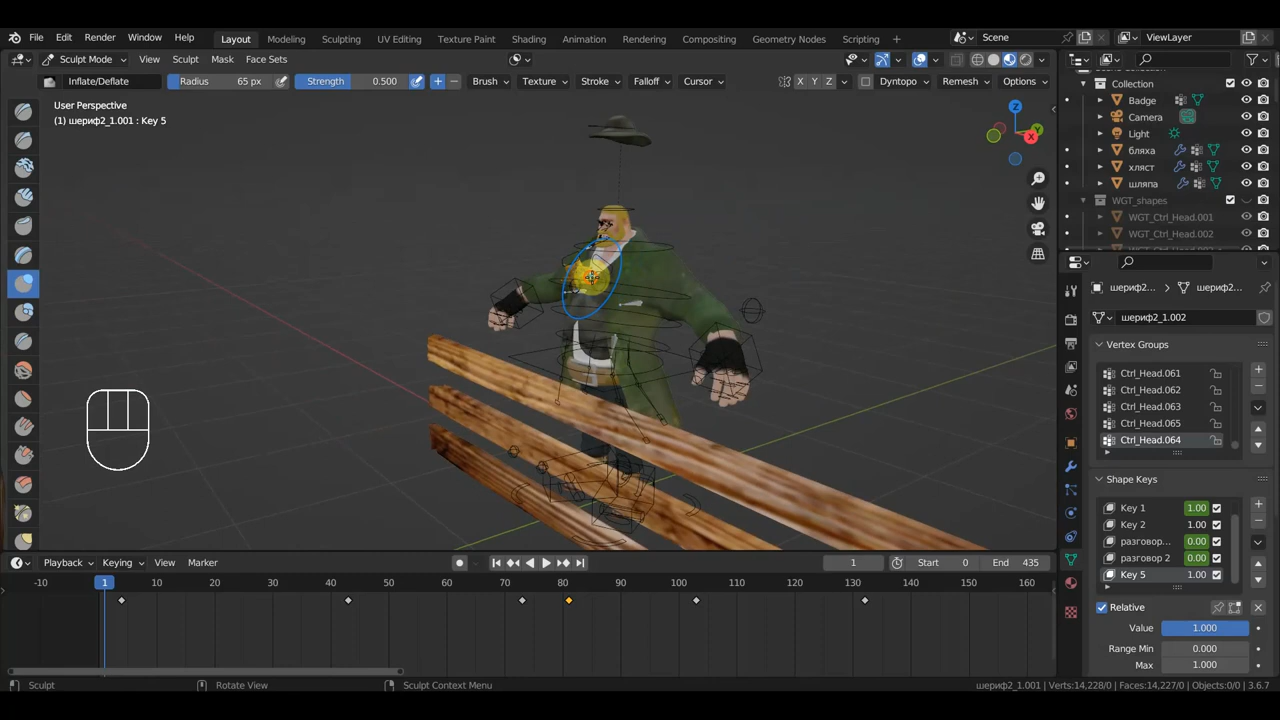 File Edit Render Window Help Layout Modeling Sculpting UV Editing Texture Paint Shading Animation Rendering Compositing Geometry Nodes Scripting Scene ViewLayer
Sculpt Mode View Sculpt Mask Face Sets Options
Inflate/Deflate Radius 65 px Strength 0.500 Brush Texture Stroke Falloff Cursor X Y Z Dyntopo Remesh
User Perspective
(1) шериф2_1.001 : Key 5
Z
Y
X
Collection
Badge
Camera
Light
бляха
хляст
шляпа
WGT_shapes
WGT_Ctrl_Head.001
WGT_Ctrl_Head.002
шериф2... шериф2...
шериф2_1.002
Vertex Groups
Ctrl_Head.061
Ctrl_Head.062
Ctrl_Head.063
Ctrl_Head.065
Ctrl_Head.064
Shape Keys
Key 1 1.00
Key 2 1.00
разговор... 0.00
разговор 2 0.00
Key 5 1.00
Relative
Value 1.000
Range Min 0.000
Max 1.000
Playback Keying View Marker 1 Start 0 End 435
-10 1 10 20 30 40 50 60 70 80 90 100 110 120 130 140 150 160
Sculpt Rotate View Sculpt Context Menu шериф2_1.001 | Verts:14,228/0 | Faces:14,227/0 | Objects:0/0 | 3.6.7